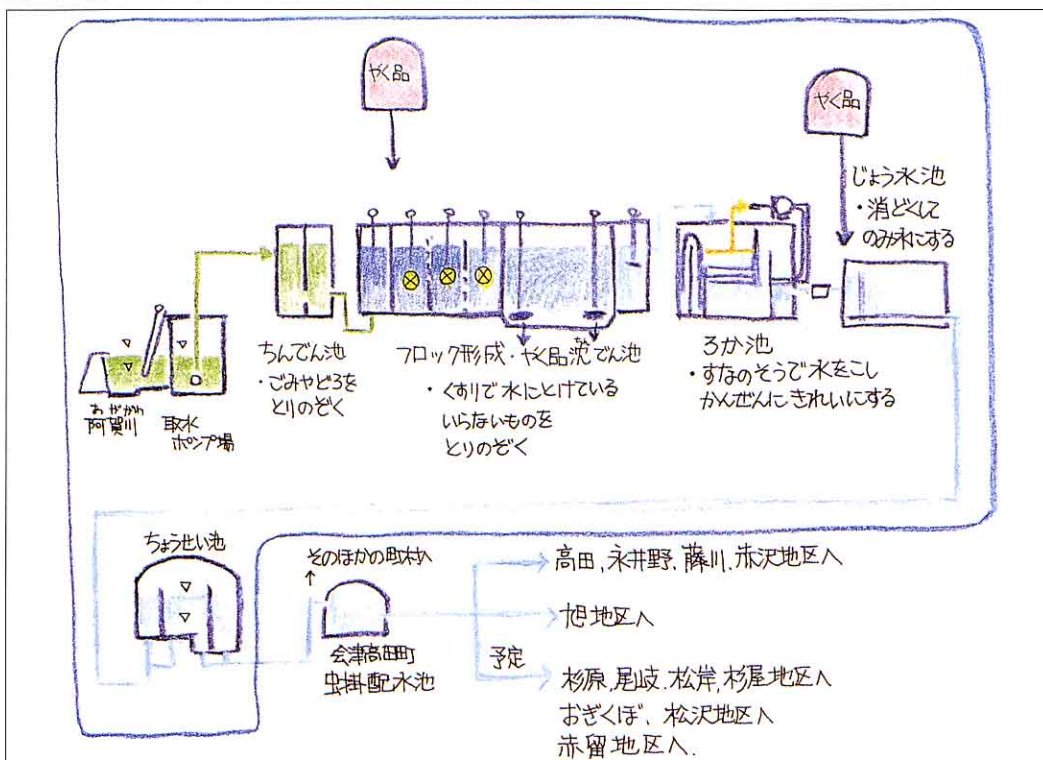 やく品
やく品
じょう水池
・消どくして
のみ水にする
ちんでん池
・ごみやどろを
とりのぞく
フロック形成・やく品沈でん池
・くすりで水にとけている
いらないものを
とりのぞく
ろか池
・すなのそうで水をこし
かんぜんにきれいにする
あががわ
阿賀川
取水
ポンプ場
ちょうせい池
そのほかの町村へ
会津高田町
虫掛配水池
高田、永井野、藤川、赤沢地区へ
旭地区へ
予定
杉原、尾岐、松岸、杉屋地区へ
おぎくぼ、松沢地区へ
赤留地区へ.